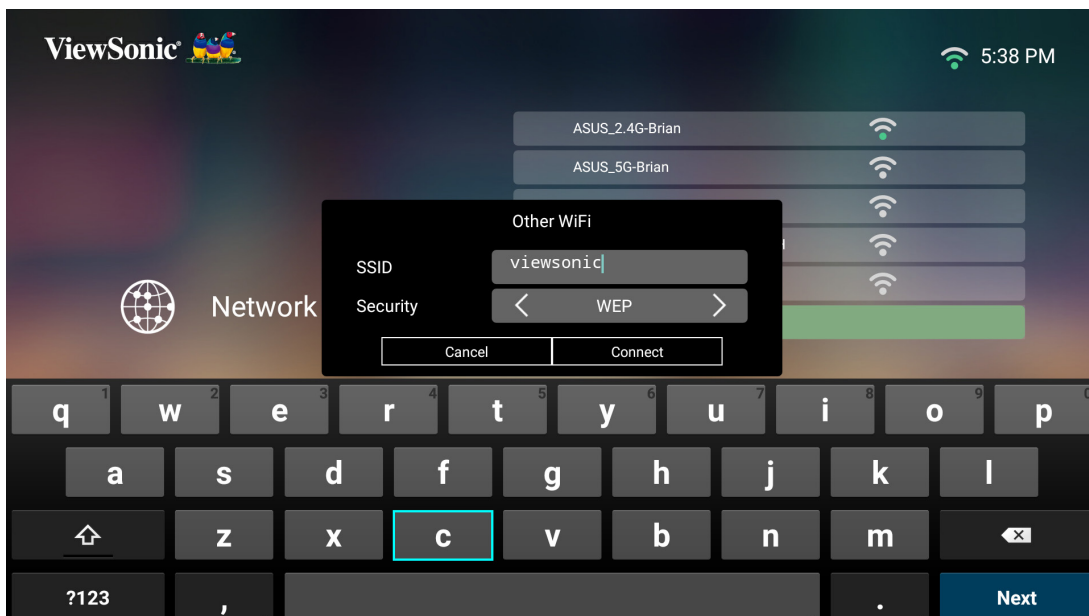 ViewSonic®
5:38 PM
ASUS_2.4G-Brian
ASUS_5G-Brian
Other WiFi
SSID
viewsonic
Security
WEP
Network
Cancel
Connect
1 2 3 4 5 6 7 8 9 0
q w e r t y u i o p
a s d f g h j k l
z x c v b n m
?123 , . Next